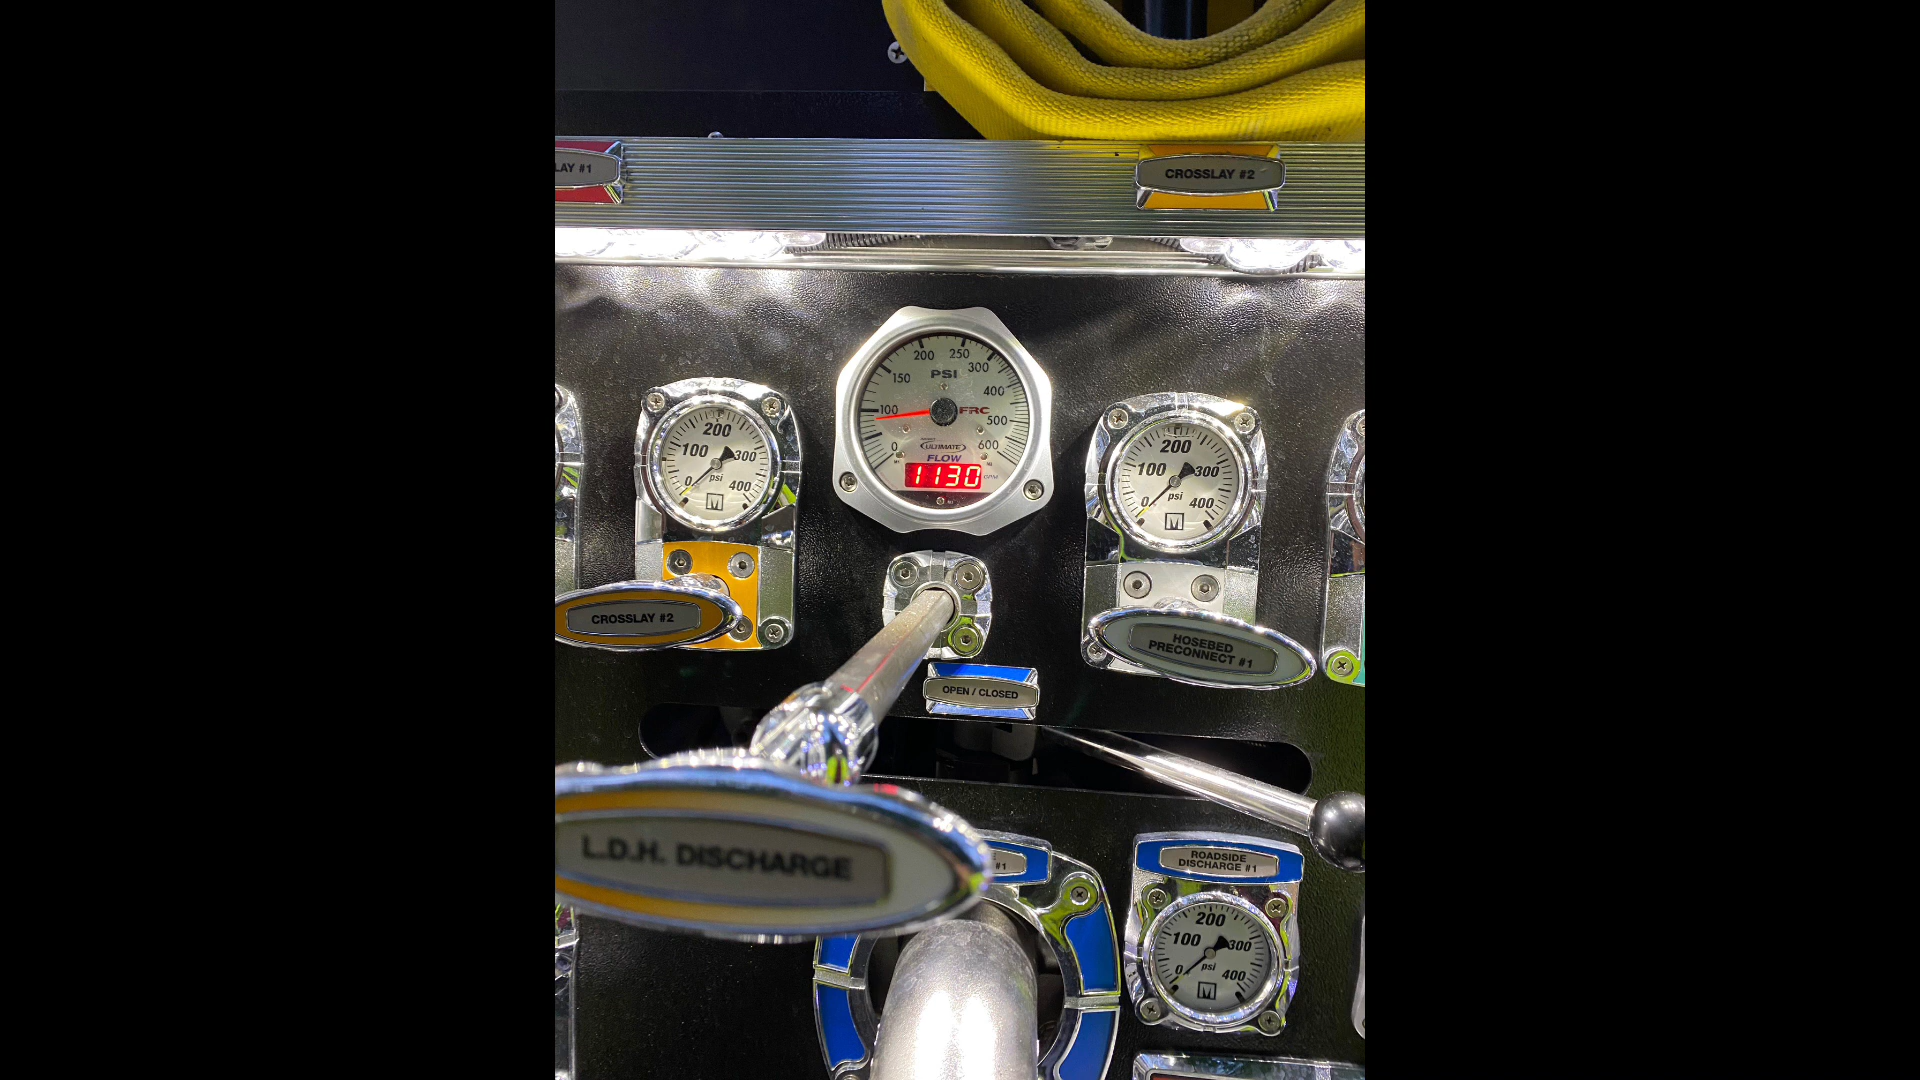 LAY #1
CROSSLAY #2
0
100
150
200
250
300
400
500
600
PSI
FRC
ULTIMATE
FLOW
1130 GPM
0
100
200
300
400
psi
M
CROSSLAY #2
0
100
200
300
400
psi
M
HOSEBED
PRECONNECT #1
OPEN / CLOSED
L.D.H. DISCHARGE
#1
ROADSIDE
DISCHARGE #1
0
100
200
300
400
psi
M